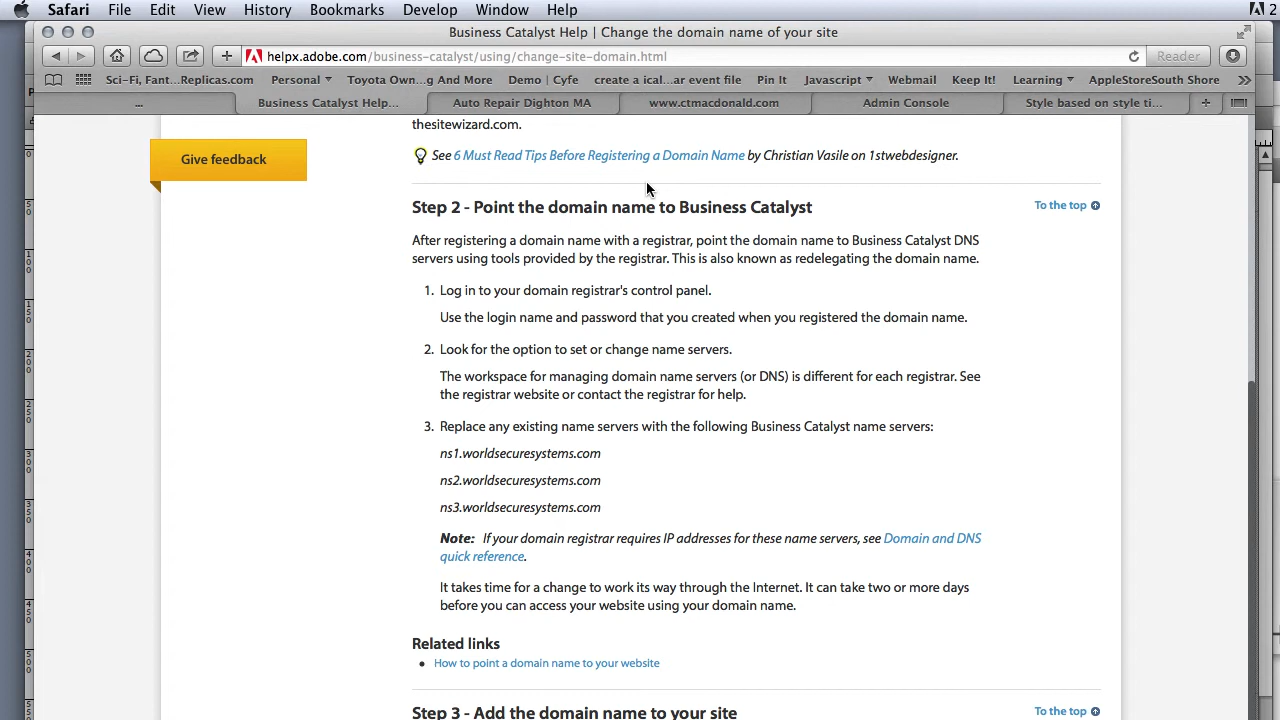 Safari File Edit View History Bookmarks Develop Window Help 2
Business Catalyst Help | Change the domain name of your site
helpx.adobe.com/business-catalyst/using/change-site-domain.html Reader
Sci-Fi, Fant...Replicas.com Personal Toyota Own...g And More Demo | Cyfe create a ical...ar event file Pin It Javascript Webmail Keep It! Learning AppleStoreSouth Shore
... Business Catalyst Help... Auto Repair Dighton MA www.ctmacdonald.com Admin Console Style based on style ti...
thesitewizard.com.
Give feedback
See 6 Must Read Tips Before Registering a Domain Name by Christian Vasile on 1stwebdesigner.
Step 2 - Point the domain name to Business Catalyst
To the top
After registering a domain name with a registrar, point the domain name to Business Catalyst DNS
servers using tools provided by the registrar. This is also known as redelegating the domain name.
1. Log in to your domain registrar's control panel.
Use the login name and password that you created when you registered the domain name.
2. Look for the option to set or change name servers.
The workspace for managing domain name servers (or DNS) is different for each registrar. See
the registrar website or contact the registrar for help.
3. Replace any existing name servers with the following Business Catalyst name servers:
ns1.worldsecuresystems.com
ns2.worldsecuresystems.com
ns3.worldsecuresystems.com
Note: If your domain registrar requires IP addresses for these name servers, see Domain and DNS
quick reference.
It takes time for a change to work its way through the Internet. It can take two or more days
before you can access your website using your domain name.
Related links
• How to point a domain name to your website
Step 3 - Add the domain name to your site
To the top